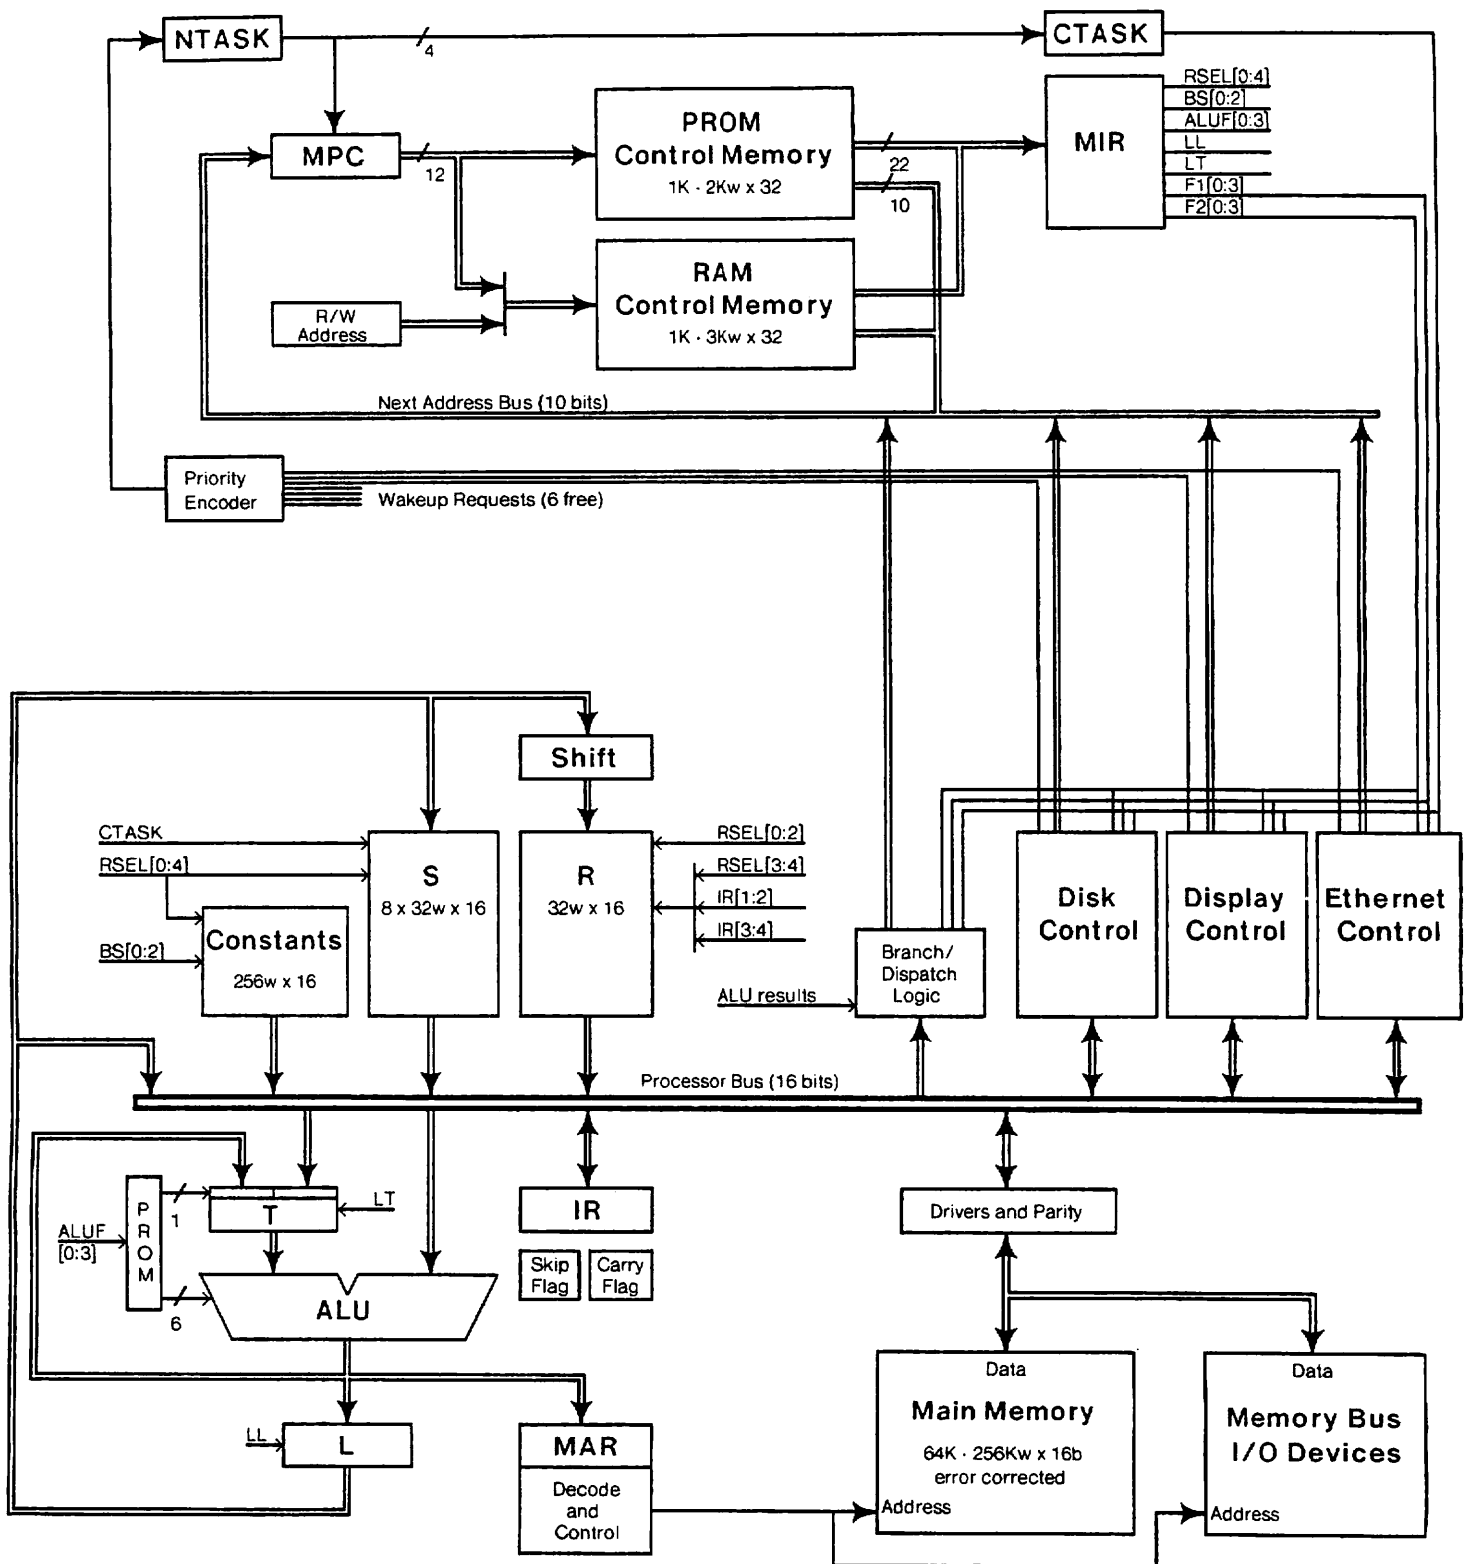 NTASK
4
CTASK
RSEL[0:4]
BS[0:2]
ALUF[0:3]
LL
LT
F1[0:3]
F2[0:3]
MIR
MPC
12
PROM
Control Memory
1K - 2Kw x 32
22
10
RAM
Control Memory
1K - 3Kw x 32
R/W
Address
Next Address Bus (10 bits)
Priority
Encoder
Wakeup Requests (6 free)
Shift
CTASK
RSEL[0:4]
BS[0:2]
Constants
256w x 16
S
8 x 32w x 16
R
32w x 16
RSEL[0:2]
RSEL[3:4]
IR[1:2]
IR[3:4]
ALU results
Branch/
Dispatch
Logic
Disk
Control
Display
Control
Ethernet
Control
Processor Bus (16 bits)
ALUF
[0:3]
PROM
1
6
T
LT
ALU
IR
Skip
Flag
Carry
Flag
Drivers and Parity
LL
L
MAR
Decode
and
Control
Data
Main Memory
64K - 256Kw x 16b
error corrected
Address
Data
Memory Bus
I/O Devices
Address